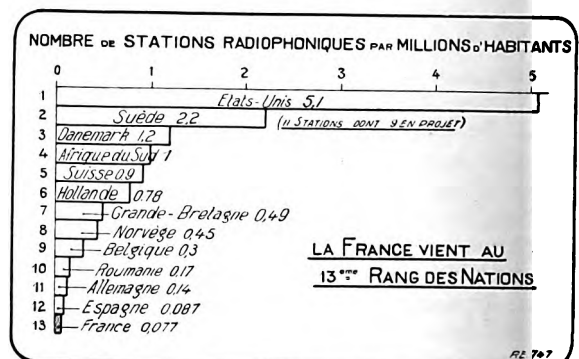 NOMBRE DE STATIONS RADIOPHONIQUES PAR MILLIONS D'HABITANTS
0 1 2 3 4 5
1 Etats-Unis 5,1
2 Suède 2.2 (11 STATIONS DONT 9 EN PROJET)
3 Danemark 1.2
4 Afrique du Sud 1
5 Suisse 0.9
6 Hollande 0.78
7 Grande-Bretagne 0,49
8 Norvège 0,45
9 Belgique 0,3
10 Roumanie 0.17
11 Allemagne 0.14
12 Espagne 0.087
13 France 0,077
LA FRANCE VIENT AU
13ème RANG DES NATIONS
RE 747